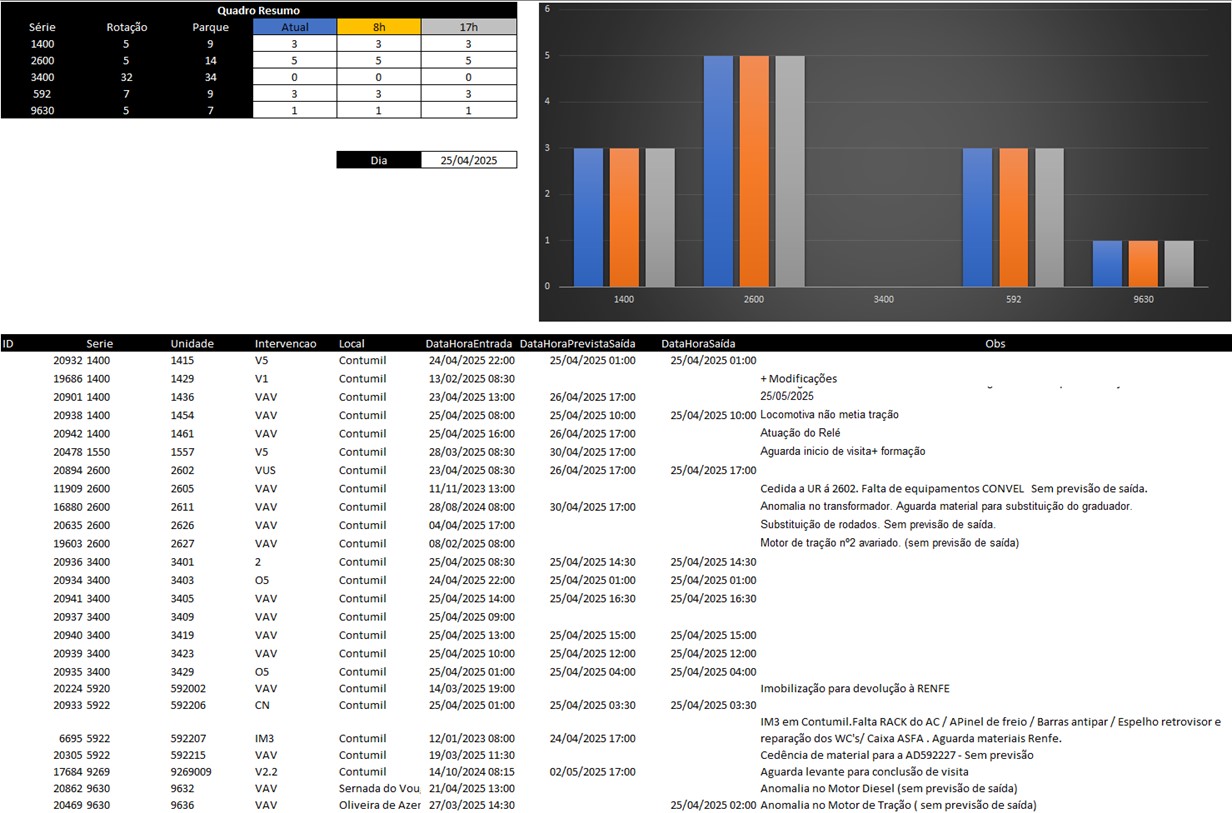 Quadro Resumo
Série Rotação Parque Atual 8h 17h
1400 5 9 3 3 3
2600 5 14 5 5 5
3400 32 34 0 0 0
592 7 9 3 3 3
9630 5 7 1 1 1
Dia 25/04/2025
6
5
4
3
2
1
0
1400 2600 3400 592 9630
ID Serie Unidade Intervencao Local DataHoraEntrada DataHoraPrevistaSaída DataHoraSaída Obs
20932 1400 1415 V5 Contumil 24/04/2025 22:00 25/04/2025 01:00 25/04/2025 01:00
19686 1400 1429 V1 Contumil 13/02/2025 08:30 + Modificações
20901 1400 1436 VAV Contumil 23/04/2025 13:00 26/04/2025 17:00 25/05/2025
20938 1400 1454 VAV Contumil 25/04/2025 08:00 25/04/2025 10:00 25/04/2025 10:00 Locomotiva não metia tração
20942 1400 1461 VAV Contumil 25/04/2025 16:00 26/04/2025 17:00 Atuação do Relé
20478 1550 1557 V5 Contumil 28/03/2025 08:30 30/04/2025 17:00 Aguarda inicio de visita+ formação
20894 2600 2602 VUS Contumil 23/04/2025 08:30 26/04/2025 17:00 25/04/2025 17:00
11909 2600 2605 VAV Contumil 11/11/2023 13:00 Cedida a UR á 2602. Falta de equipamentos CONVEL Sem previsão de saída.
16880 2600 2611 VAV Contumil 28/08/2024 08:00 30/04/2025 17:00 Anomalia no transformador. Aguarda material para substituição do graduador.
20635 2600 2626 VAV Contumil 04/04/2025 17:00 Substituição de rodados. Sem previsão de saída.
19603 2600 2627 VAV Contumil 08/02/2025 08:00 Motor de tração nº2 avariado. (sem previsão de saída)
20936 3400 3401 2 Contumil 25/04/2025 08:30 25/04/2025 14:30 25/04/2025 14:30
20934 3400 3403 O5 Contumil 24/04/2025 22:00 25/04/2025 01:00 25/04/2025 01:00
20941 3400 3405 VAV Contumil 25/04/2025 14:00 25/04/2025 16:30 25/04/2025 16:30
20937 3400 3409 VAV Contumil 25/04/2025 09:00
20940 3400 3419 VAV Contumil 25/04/2025 13:00 25/04/2025 15:00 25/04/2025 15:00
20939 3400 3423 VAV Contumil 25/04/2025 10:00 25/04/2025 12:00 25/04/2025 12:00
20935 3400 3429 O5 Contumil 25/04/2025 01:00 25/04/2025 04:00 25/04/2025 04:00
20224 5920 592002 VAV Contumil 14/03/2025 19:00 Imobilização para devolução à RENFE
20933 5922 592206 CN Contumil 25/04/2025 01:00 25/04/2025 03:30 25/04/2025 03:30
IM3 em Contumil.Falta RACK do AC / APinel de freio / Barras antipar / Espelho retrovisor e
6695 5922 592207 IM3 Contumil 12/01/2023 08:00 24/04/2025 17:00 reparação dos WC's/ Caixa ASFA . Aguarda materiais Renfe.
20305 5922 592215 VAV Contumil 19/03/2025 11:30 Cedência de material para a AD592227 - Sem previsão
17684 9269 9269009 V2.2 Contumil 14/10/2024 08:15 02/05/2025 17:00 Aguarda levante para conclusão de visita
20862 9630 9632 VAV Sernada do Vou 21/04/2025 13:00 Anomalia no Motor Diesel (sem previsão de saída)
20469 9630 9636 VAV Oliveira de Azer 27/03/2025 14:30 25/04/2025 02:00 Anomalia no Motor de Tração ( sem previsão de saída)